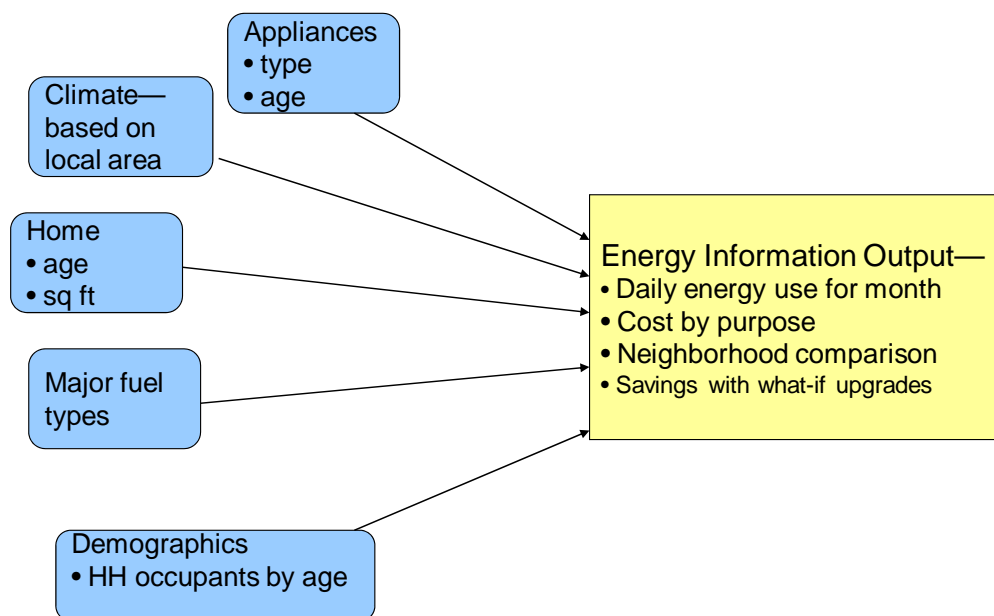 Appliances
• type
• age
Climate—
based on
local area
Home
• age
• sq ft
Major fuel
types
Demographics
• HH occupants by age
Energy Information Output—
• Daily energy use for month
• Cost by purpose
• Neighborhood comparison
• Savings with what-if upgrades